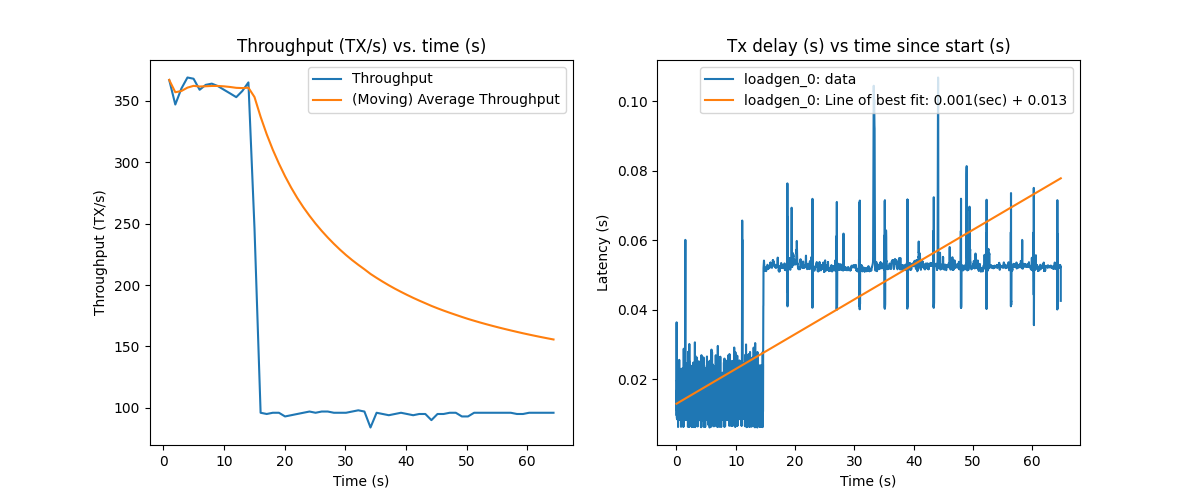 Throughput (TX/s) vs. time (s)
Throughput
(Moving) Average Throughput
Throughput (TX/s)
350
300
250
200
150
100
0
10
20
30
40
50
60
Time (s)
Tx delay (s) vs time since start (s)
loadgen_0: data
loadgen_0: Line of best fit: 0.001(sec) + 0.013
Latency (s)
0.10
0.08
0.06
0.04
0.02
0
10
20
30
40
50
60
Time (s)